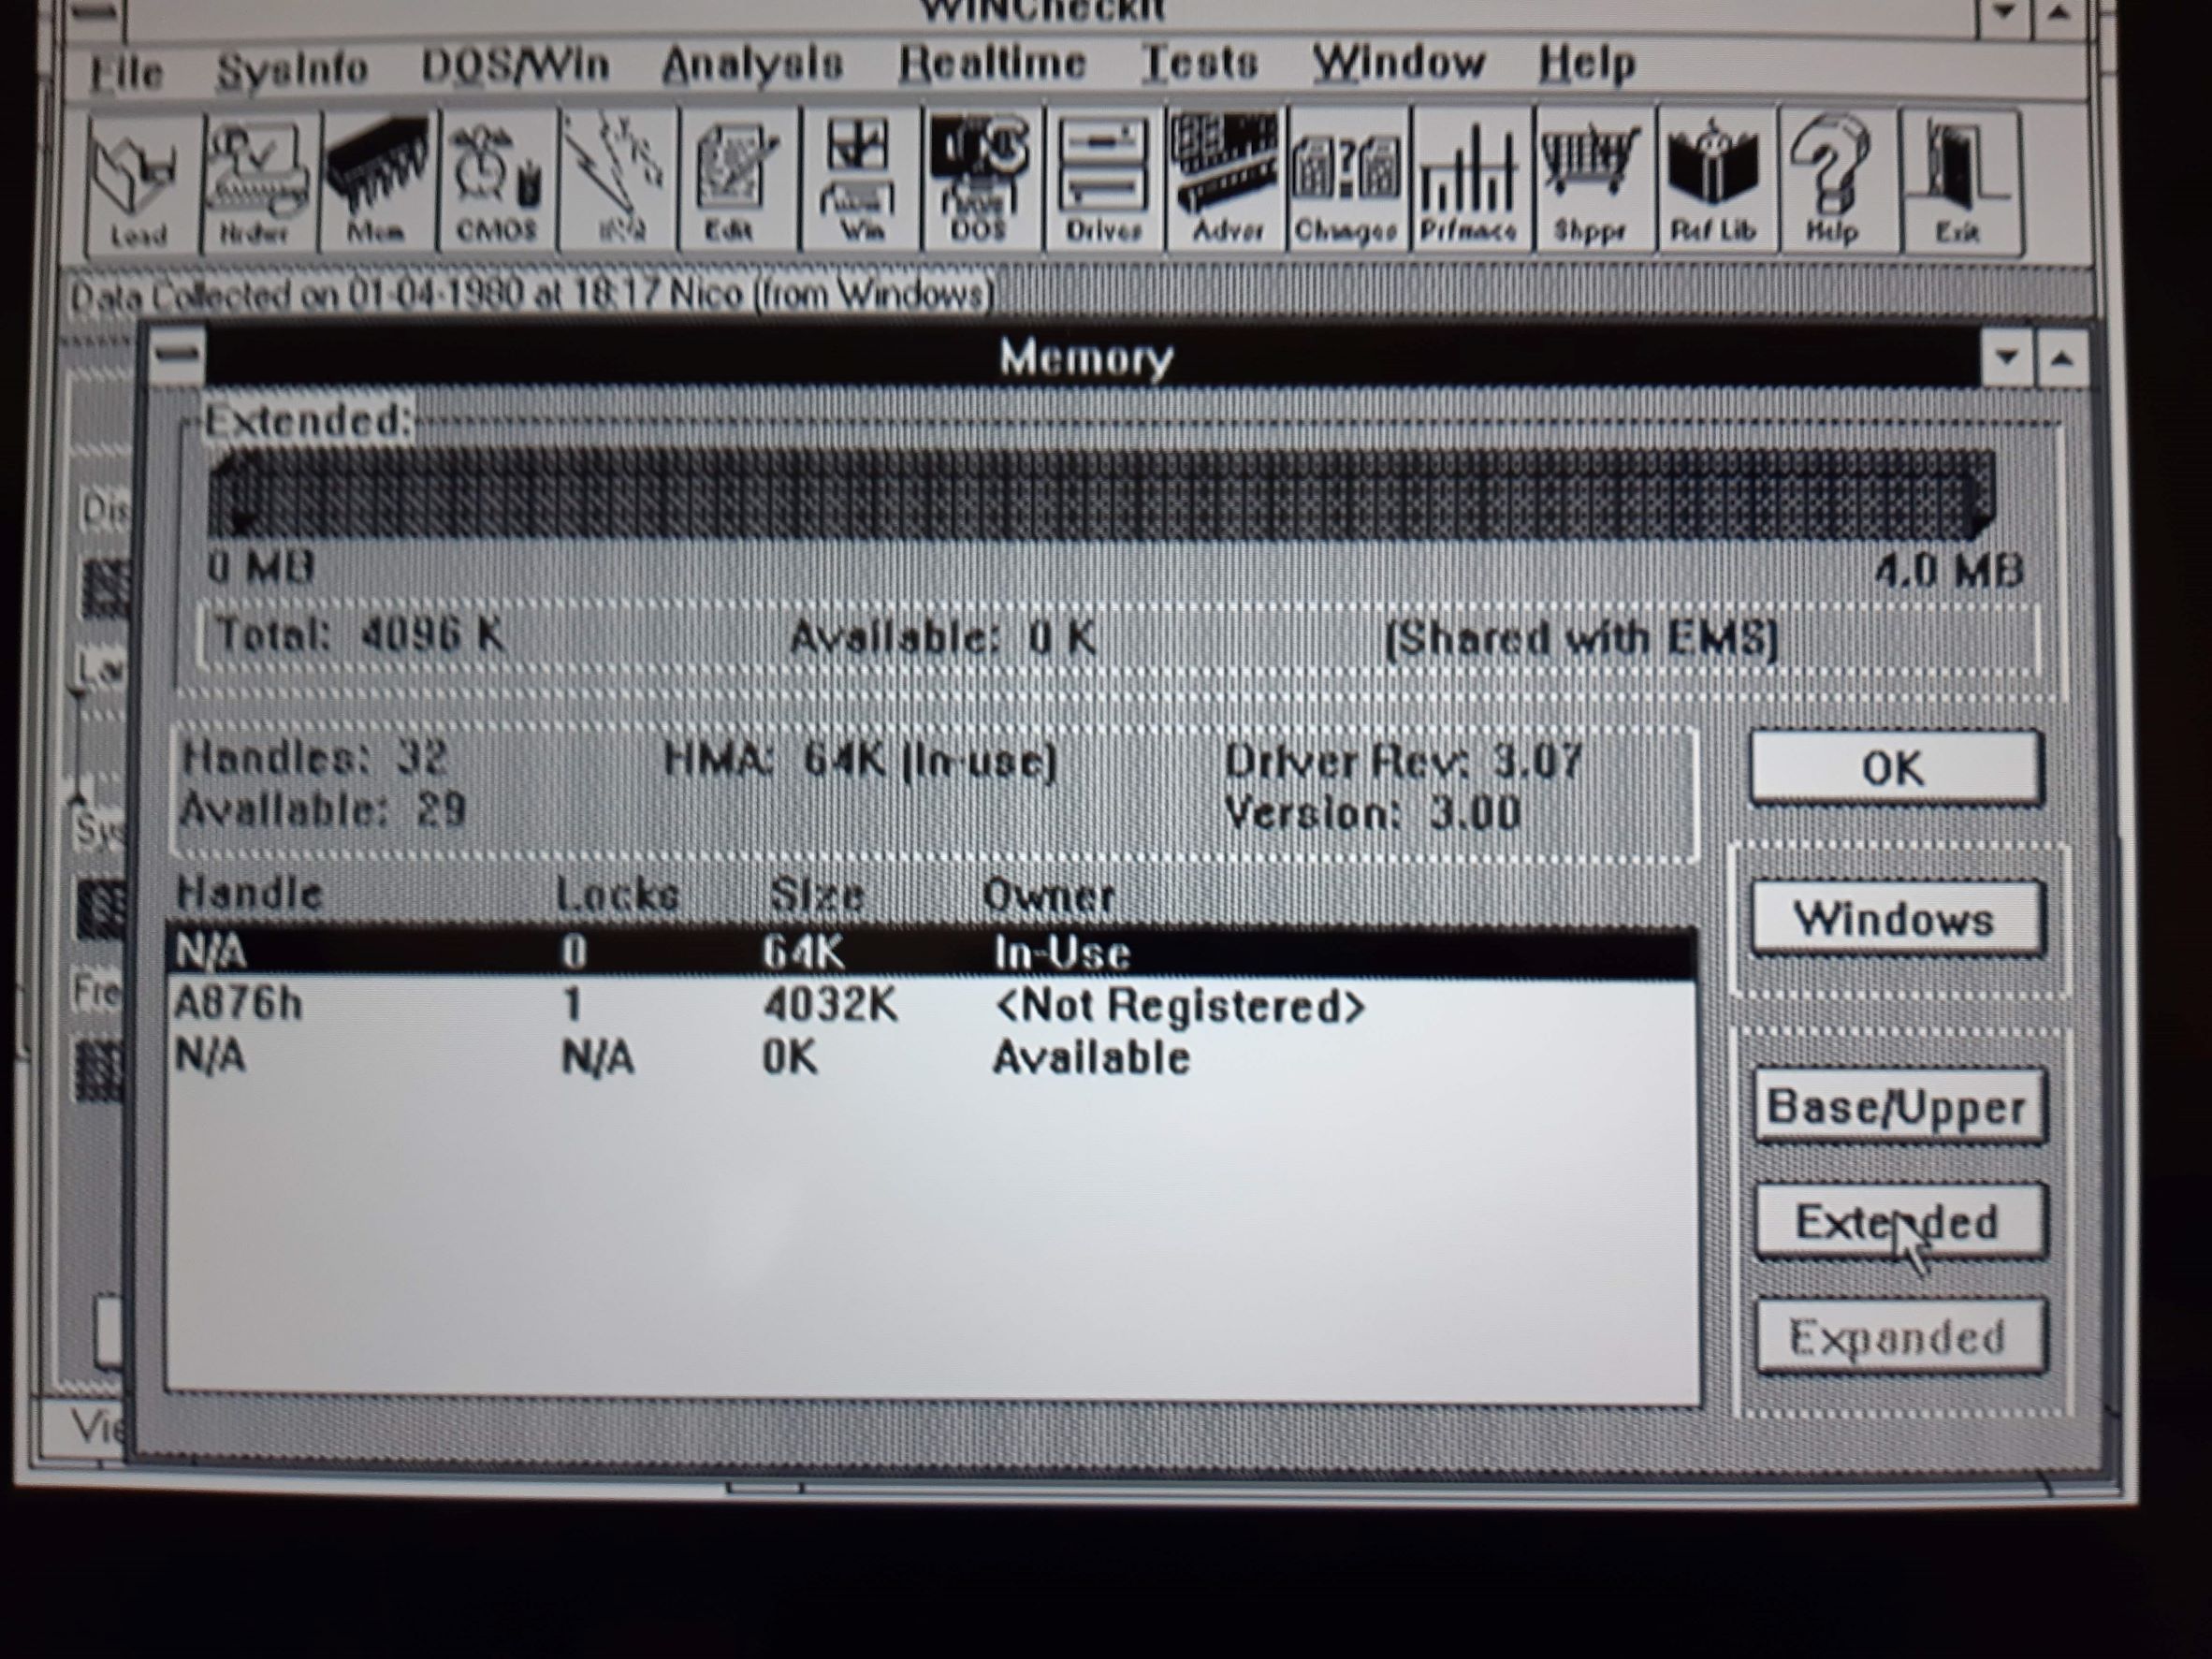 WINCheckIt
File SysInfo DOS/Win Analysis Realtime Tests Window Help
Load Hrdwr Mem CMOS Edit Win DOS Drives Advsr Changes Prfmnce Shppr Ref Lib Help Exit
Data Collected on 01-04-1980 at 18:17 Nico (from Windows)
Memory
Extended:
0 MB 4.0 MB
Total: 4096 K Available: 0 K (Shared with EMS)
Handles: 32 HMA: 64K (In-use) Driver Rev: 3.07
Available: 29 Version: 3.00
OK
Handle Locks Size Owner
N/A 0 64K In-Use
A876h 1 4032K <Not Registered>
N/A N/A 0K Available
Windows
Base/Upper
Extended
Expanded
Dis
Sys
Fre
Vie